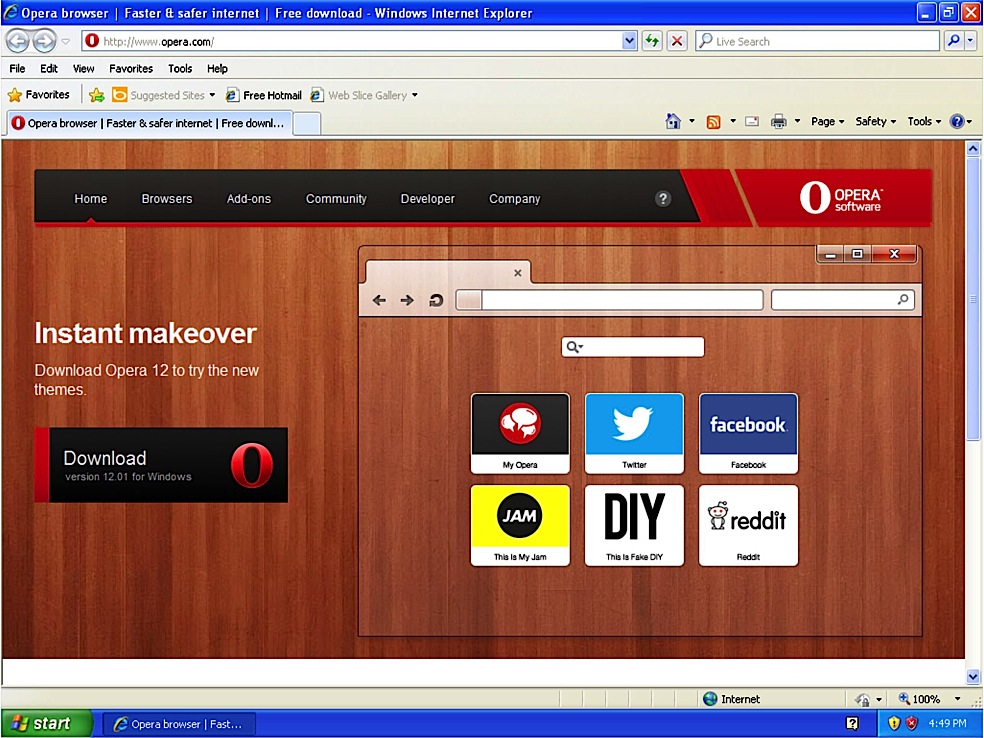 Opera browser | Faster & safer internet | Free download - Windows Internet Explorer
http://www.opera.com/
Live Search
File Edit View Favorites Tools Help
Favorites Suggested Sites Free Hotmail Web Slice Gallery
Opera browser | Faster & safer internet | Free downl...
Page Safety Tools
Home Browsers Add-ons Community Developer Company ?
OPERA software
Instant makeover
Download Opera 12 to try the new
themes.
Download
version 12.01 for Windows
My Opera
Twitter
facebook
Facebook
JAM
This Is My Jam
DIY
This Is Fake DIY
reddit
Reddit
Internet
100%
start
Opera browser | Fast...
4:49 PM